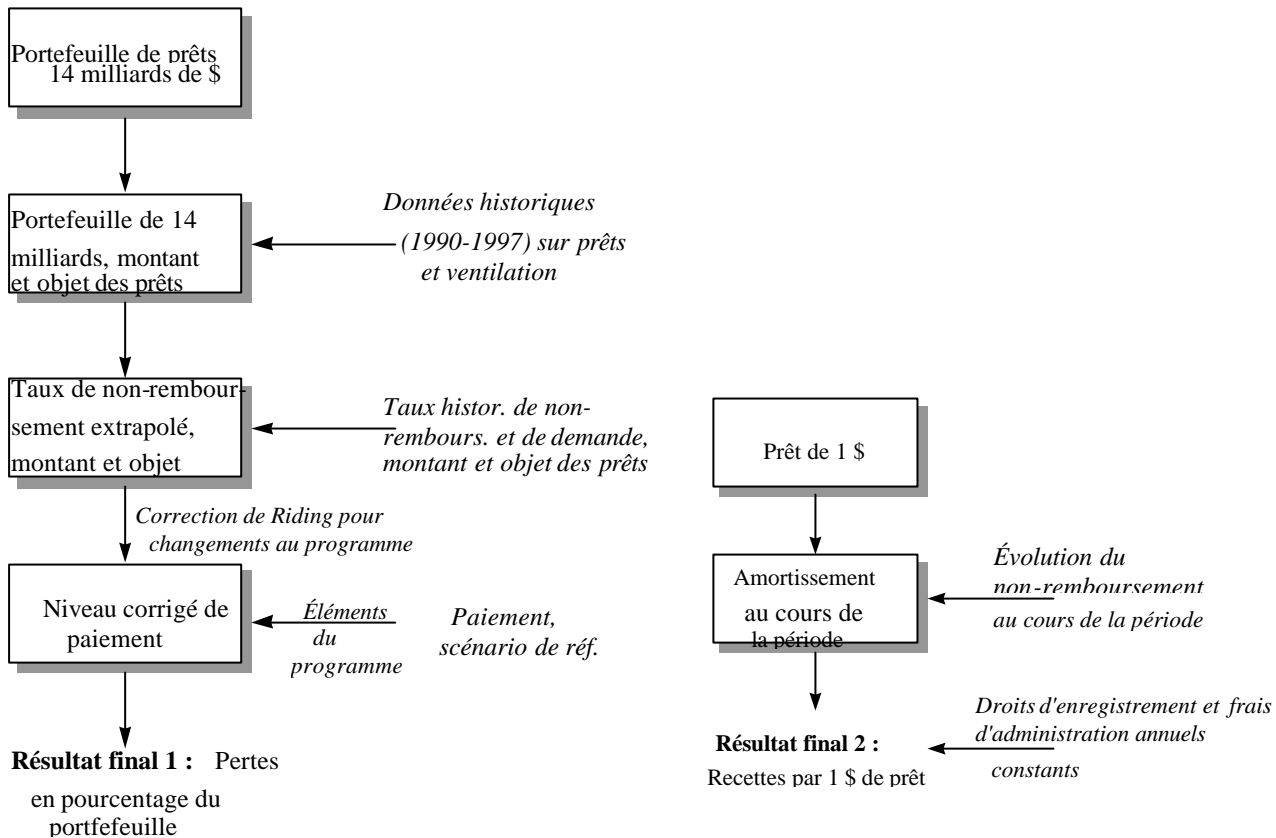 Portefeuille de prêts
14 milliards de $
Portefeuille de 14
milliards, montant
et objet des prêts
Données historiques
(1990-1997) sur prêts
et ventilation
Taux de non-rembour-
sement extrapolé,
montant et objet
Taux histor. de non-
rembours. et de demande,
montant et objet des prêts
Correction de Riding pour
changements au programme
Niveau corrigé de
paiement
Éléments
du
programme
Paiement,
scénario de réf.
Résultat final 1 : Pertes
en pourcentage du
portfefeuille
Prêt de 1 $
Amortissement
au cours de
la période
Évolution du
non-remboursement
au cours de la période
Résultat final 2 :
Recettes par 1 $ de prêt
Droits d'enregistrement et frais
d'administration annuels
constants